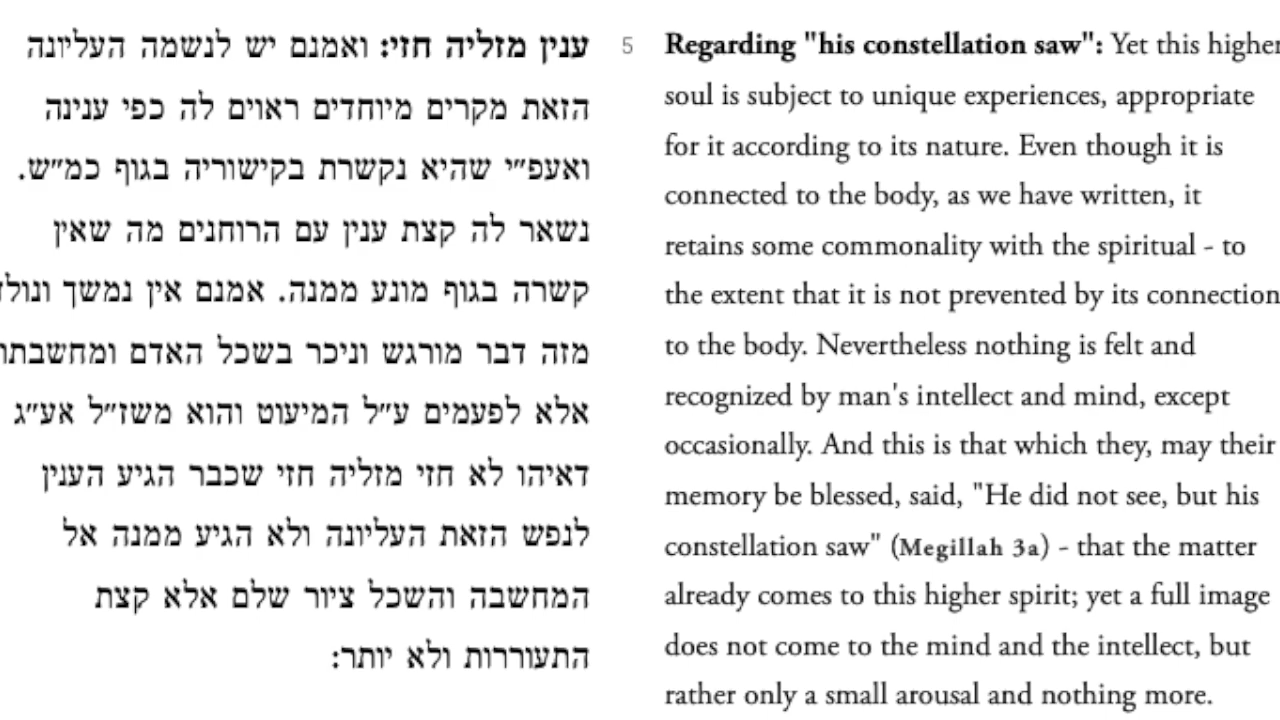 ענין מזליה חזי: ואמנם יש לנשמה העליונה
הזאת מקרים מיוחדים ראוים לה כפי ענינה
ואעפ״י שהיא נקשרת בקישוריה בגוף כמ״ש.
נשאר לה קצת ענין עם הרוחנים מה שאין
קשרה בגוף מונע ממנה. אמנם אין נמשך
מזה דבר מורגש וניכר בשכל האדם ומחשבתו
אלא לפעמים ע״ל המיעוט והוא משז״ל אע״ג
דאיהו לא חזי מזליה חזי שכבר הגיע הענין
לנפש הזאת העליונה ולא הגיע ממנה אל
המחשבה והשכל ציור שלם אלא קצת
התעוררות ולא יותר:
5
Regarding "his constellation saw": Yet this higher
soul is subject to unique experiences, appropriate
for it according to its nature. Even though it is
connected to the body, as we have written, it
retains some commonality with the spiritual - to
the extent that it is not prevented by its connection
to the body. Nevertheless nothing is felt and
recognized by man's intellect and mind, except
occasionally. And this is that which they, may their
memory be blessed, said, "He did not see, but his
constellation saw" (Megillah 3a) - that the matter
already comes to this higher spirit; yet a full image
does not come to the mind and the intellect, but
rather only a small arousal and nothing more.